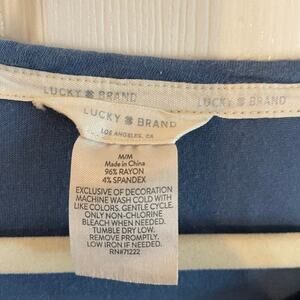 LUCKY BRAND
LUCKY BRAND
LUCKY BRAND
LOS ANGELES, CA
M/M
Made in China
96% RAYON
4% SPANDEX
EXCLUSIVE OF DECORATION
MACHINE WASH COLD WITH
LIKE COLORS. GENTLE CYCLE.
ONLY NON-CHLORINE
BLEACH WHEN NEEDED.
TUMBLE DRY LOW.
REMOVE PROMPTLY.
LOW IRON IF NEEDED.
RN#71222